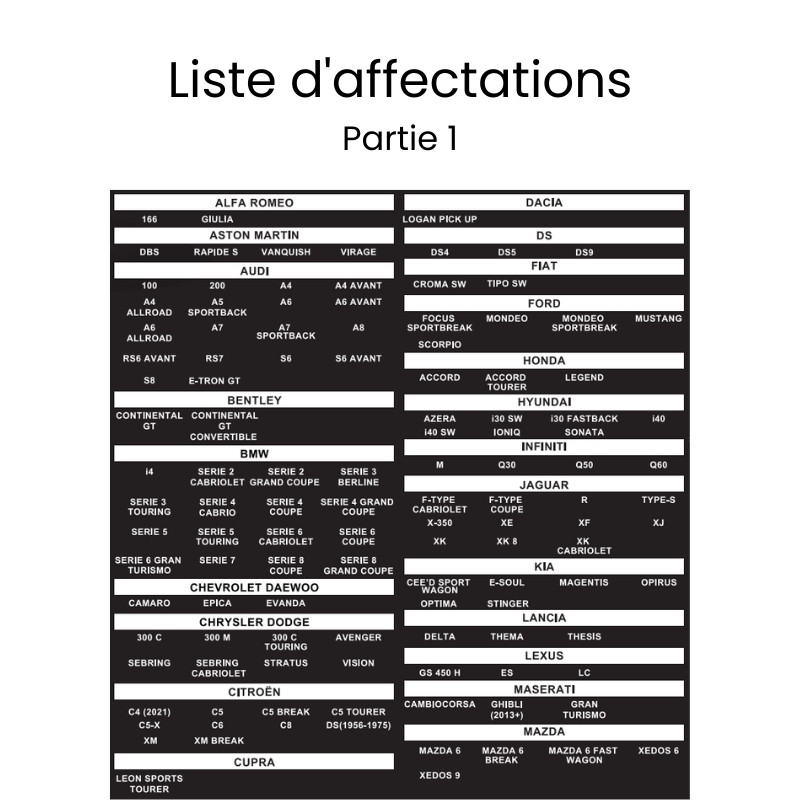 Liste d'affectations
Partie 1
ALFA ROMEO
166 GIULIA
ASTON MARTIN
DBS RAPIDE S VANQUISH VIRAGE
AUDI
100 200 A4 A4 AVANT
A4 A5 A6 A6 AVANT
ALLROAD SPORTBACK
A6 A7 A7 A8
ALLROAD SPORTBACK
RS6 AVANT RS7 S6 S6 AVANT
S8 E-TRON GT
BENTLEY
CONTINENTAL CONTINENTAL
GT GT
CONVERTIBLE
BMW
i4 SERIE 2 SERIE 2 SERIE 3
CABRIOLET GRAND COUPE BERLINE
SERIE 3 SERIE 4 SERIE 4 SERIE 4 GRAND
TOURING CABRIO COUPE COUPE
SERIE 5 SERIE 5 SERIE 6 SERIE 6
TOURING CABRIOLET COUPE
SERIE 6 GRAN SERIE 7 SERIE 8 SERIE 8
TURISMO COUPE GRAND COUPE
CHEVROLET DAEWOO
CAMARO EPICA EVANDA
CHRYSLER DODGE
300 C 300 M 300 C AVENGER
TOURING
SEBRING SEBRING STRATUS VISION
CABRIOLET
CITROËN
C4 (2021) C5 C5 BREAK C5 TOURER
C5-X C6 C8 DS(1956-1975)
XM XM BREAK
CUPRA
LEON SPORTS
TOURER
DACIA
LOGAN PICK UP
DS
DS4 DS5 DS9
FIAT
CROMA SW TIPO SW
FORD
FOCUS MONDEO MONDEO MUSTANG
SPORTBREAK SPORTBREAK
SCORPIO
HONDA
ACCORD ACCORD LEGEND
TOURER
HYUNDAI
AZERA i30 SW i30 FASTBACK i40
i40 SW IONIQ SONATA
INFINITI
M Q30 Q50 Q60
JAGUAR
F-TYPE F-TYPE R TYPE-S
CABRIOLET COUPE
X-350 XE XF XJ
XK XK 8 XK
CABRIOLET
KIA
CEE'D SPORT E-SOUL MAGENTIS OPIRUS
WAGON
OPTIMA STINGER
LANCIA
DELTA THEMA THESIS
LEXUS
GS 450 H ES LC
MASERATI
CAMBIOCORSA GHIBLI GRAN
(2013+) TURISMO
MAZDA
MAZDA 6 MAZDA 6 MAZDA 6 FAST XEDOS 6
BREAK WAGON
XEDOS 9